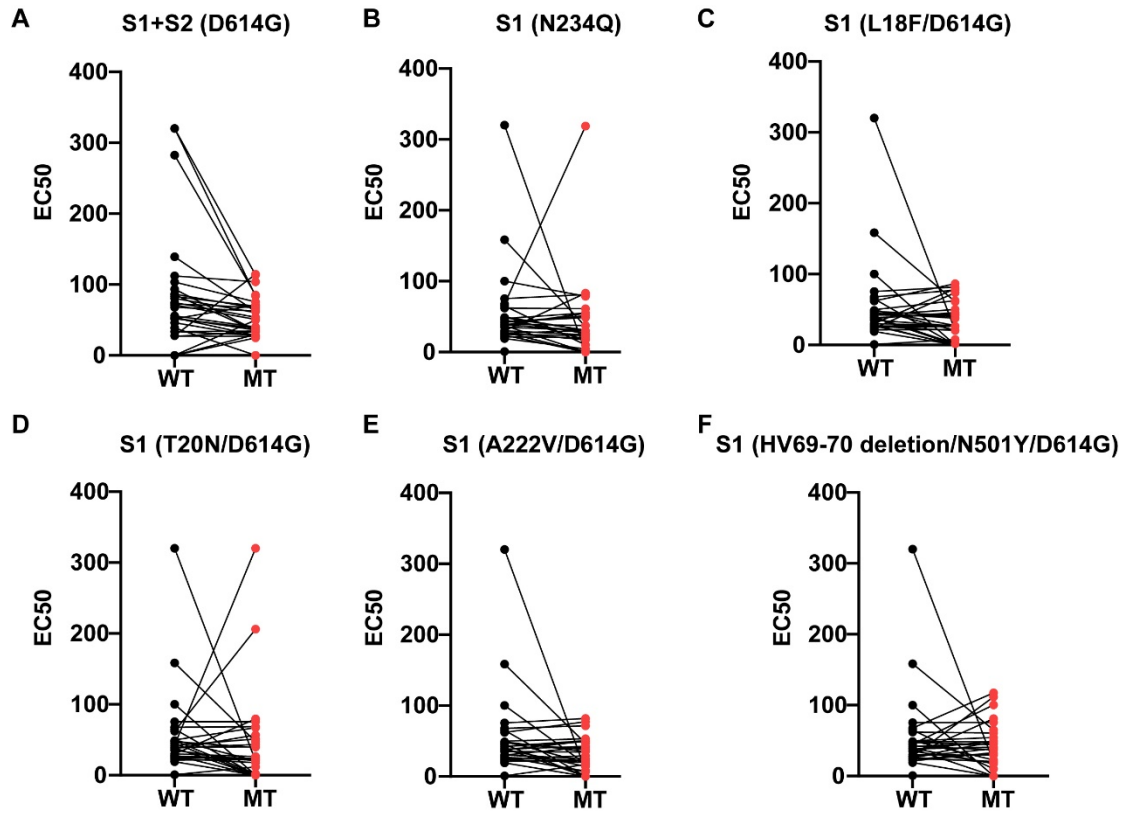 A S1+S2 (D614G)
400
300
200
100
0
EC50
WT MT
B S1 (N234Q)
400
300
200
100
0
EC50
WT MT
C S1 (L18F/D614G)
400
300
200
100
0
EC50
WT MT
D S1 (T20N/D614G)
400
300
200
100
0
EC50
WT MT
E S1 (A222V/D614G)
400
300
200
100
0
EC50
WT MT
F S1 (HV69-70 deletion/N501Y/D614G)
400
300
200
100
0
EC50
WT MT